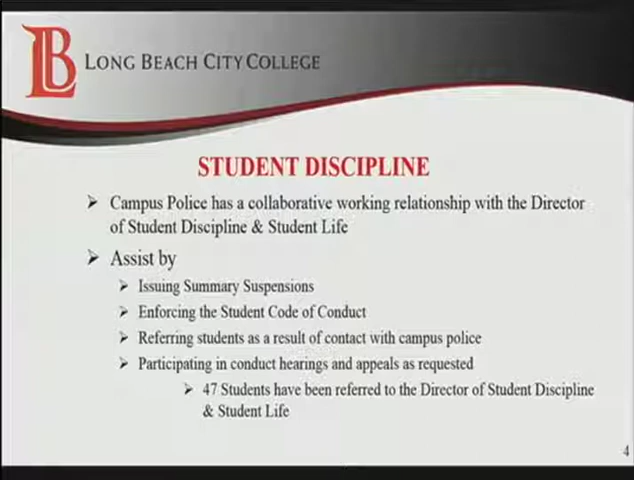 LB LONG BEACH CITY COLLEGE
STUDENT DISCIPLINE
➢ Campus Police has a collaborative working relationship with the Director
of Student Discipline & Student Life
➢ Assist by
➢ Issuing Summary Suspensions
➢ Enforcing the Student Code of Conduct
➢ Referring students as a result of contact with campus police
➢ Participating in conduct hearings and appeals as requested
➢ 47 Students have been referred to the Director of Student Discipline
& Student Life
4